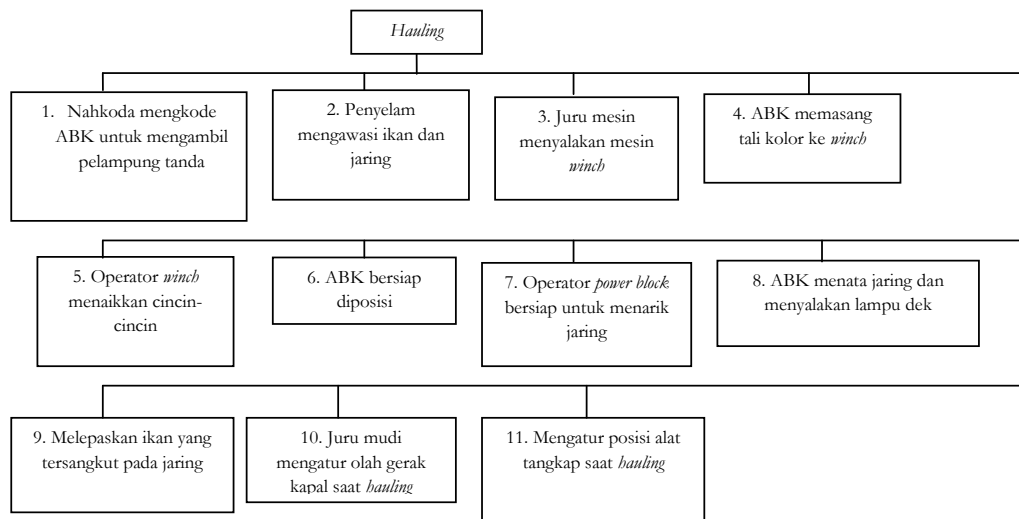 Hauling
1. Nahkoda mengkode
ABK untuk mengambil
pelampung tanda
2. Penyelam
mengawasi ikan dan
jaring
3. Juru mesin
menyalakan mesin
winch
4. ABK memasang
tali kolor ke winch
5. Operator winch
menaikkan cincin-
cincin
6. ABK bersiap
diposisi
7. Operator power block
bersiap untuk menarik
jaring
8. ABK menata jaring dan
menyalakan lampu dek
9. Melepaskan ikan yang
tersangkut pada jaring
10. Juru mudi
mengatur olah gerak
kapal saat hauling
11. Mengatur posisi alat
tangkap saat hauling